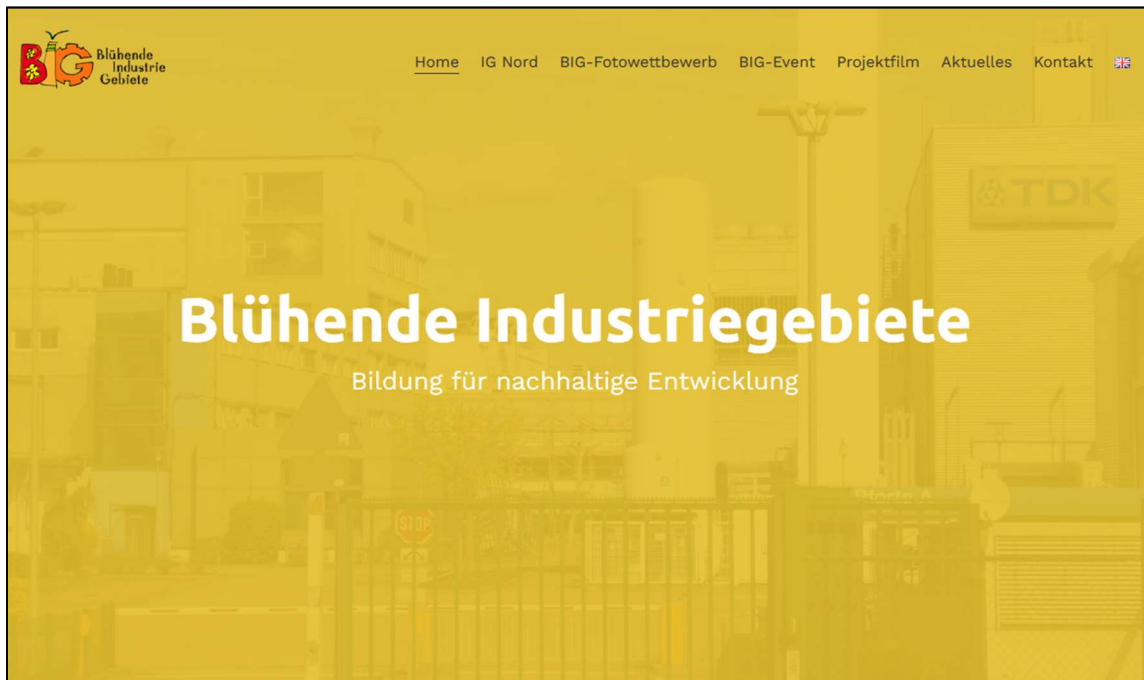 BIG
Blühende
Industrie
Gebiete
Home IG Nord BIG-Fotowettbewerb BIG-Event Projektfilm Aktuelles Kontakt
TDK
Blühende Industriegebiete
Bildung für nachhaltige Entwicklung
Pforte A
STOP